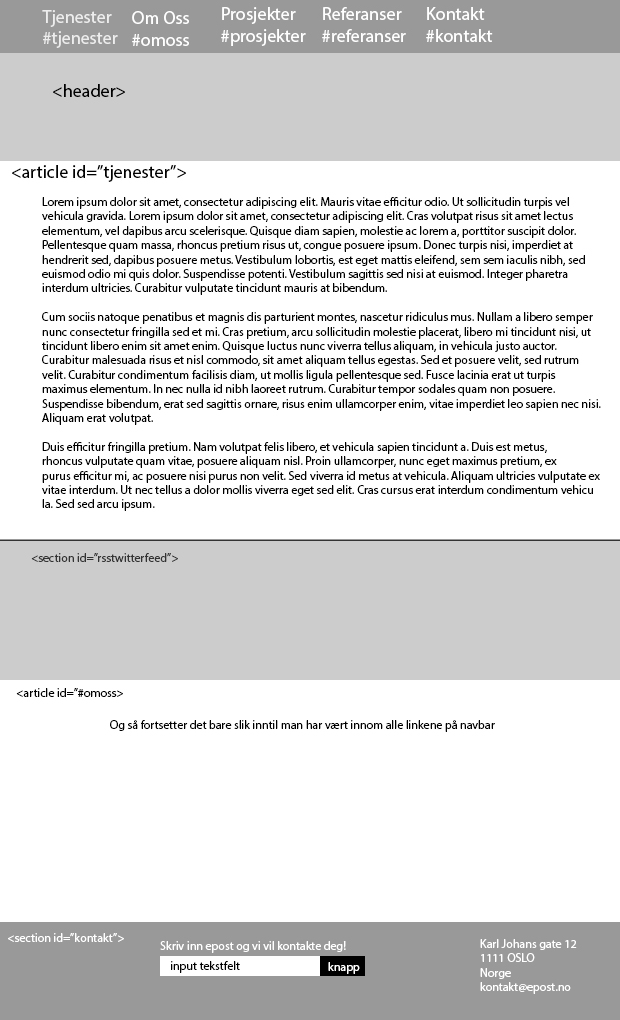 Tjenester Om Oss Prosjekter Referanser Kontakt
#tjenester #omoss #prosjekter #referanser #kontakt
<header>
<article id="tjenester">
Lorem ipsum dolor sit amet, consectetur adipiscing elit. Mauris vitae efficitur odio. Ut sollicitudin turpis vel
vehicula gravida. Lorem ipsum dolor sit amet, consectetur adipiscing elit. Cras volutpat risus sit amet lectus
elementum, vel dapibus arcu scelerisque. Quisque diam sapien, molestie ac lorem a, porttitor suscipit dolor.
Pellentesque quam massa, rhoncus pretium risus ut, congue posuere ipsum. Donec turpis nisi, imperdiet at
hendrerit sed, dapibus posuere metus. Vestibulum lobortis, est eget mattis eleifend, sem sem iaculis nibh, sed
euismod odio mi quis dolor. Suspendisse potenti. Vestibulum sagittis sed nisi at euismod. Integer pharetra
interdum ultricies. Curabitur vulputate tincidunt mauris at bibendum.
Cum sociis natoque penatibus et magnis dis parturient montes, nascetur ridiculus mus. Nullam a libero semper
nunc consectetur fringilla sed et mi. Cras pretium, arcu sollicitudin molestie placerat, libero mi tincidunt nisi, ut
tincidunt libero enim sit amet enim. Quisque luctus nunc viverra tellus aliquam, in vehicula justo auctor.
Curabitur malesuada risus et nisl commodo, sit amet aliquam tellus egestas. Sed et posuere velit, sed rutrum
velit. Curabitur condimentum facilisis diam, ut mollis ligula pellentesque sed. Fusce lacinia erat ut turpis
maximus elementum. In nec nulla id nibh laoreet rutrum. Curabitur tempor sodales quam non posuere.
Suspendisse bibendum, erat sed sagittis ornare, risus enim ullamcorper enim, vitae imperdiet leo sapien nec nisi.
Aliquam erat volutpat.
Duis efficitur fringilla pretium. Nam volutpat felis libero, et vehicula sapien tincidunt a. Duis est metus,
rhoncus vulputate quam vitae, posuere aliquam nisl. Proin ullamcorper, nunc eget maximus pretium, ex
purus efficitur mi, ac posuere nisi purus non velit. Sed viverra id metus at vehicula. Aliquam ultricies vulputate ex
vitae interdum. Ut nec tellus a dolor mollis viverra eget sed elit. Cras cursus erat interdum condimentum vehicu
la. Sed sed arcu ipsum.
<section id="rsstwitterfeed">
<article id="#omoss>
Og så fortsetter det bare slik inntil man har vært innom alle linkene på navbar
<section id="kontakt">
Skriv inn epost og vi vil kontakte deg!
input tekstfelt knapp
Karl Johans gate 12
1111 OSLO
Norge
kontakt@epost.no